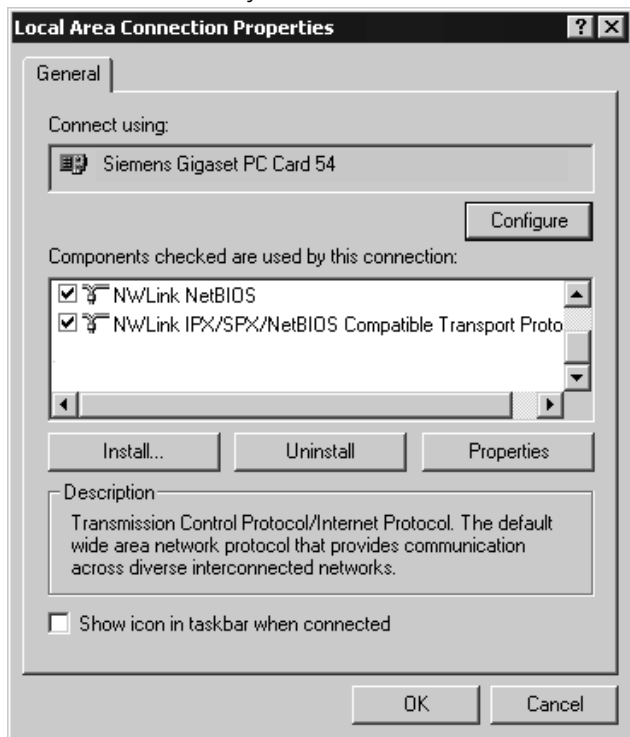 Local Area Connection Properties
General
Connect using:
Siemens Gigaset PC Card 54
Configure
Components checked are used by this connection:
NWLink NetBIOS
NWLink IPX/SPX/NetBIOS Compatible Transport Proto
Install... Uninstall Properties
Description
Transmission Control Protocol/Internet Protocol. The default
wide area network protocol that provides communication
across diverse interconnected networks.
Show icon in taskbar when connected
OK Cancel